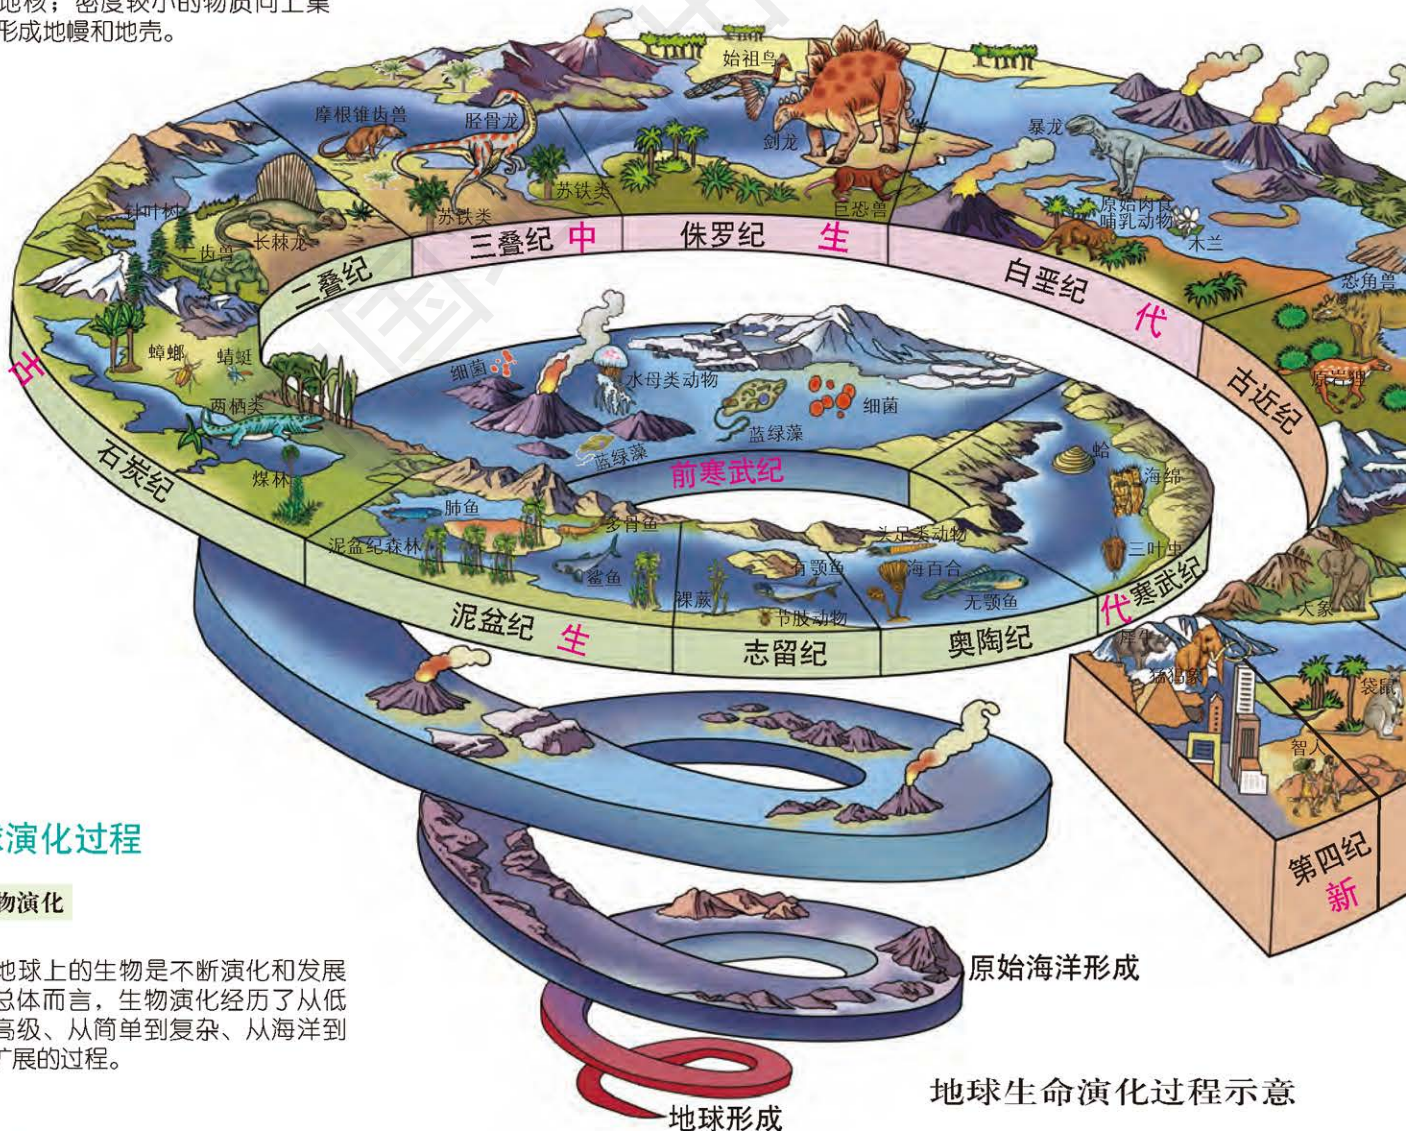 地核；密度较小的物质向上集
形成地幔和地壳。
始祖鸟
摩根锥齿兽
胫骨龙
剑龙
暴龙
苏铁类
苏铁类
巨恐兽
原始肉食
哺乳动物
木兰
针叶树
二齿兽
长棘龙
恐角兽
二叠纪
三叠纪 中
侏罗纪 生
白垩纪 代
古近纪
古
蟑螂
蜻蜓
两栖类
煤林
石炭纪
细菌
水母类动物
蓝绿藻
细菌
蓝绿藻
前寒武纪
蛤
海绵
三叶虫
肺鱼
多骨鱼
泥盆纪森林
鲨鱼
裸蕨
有颚鱼
节肢动物
头足类动物
海百合
无颚鱼
泥盆纪 生
志留纪
奥陶纪
代 寒武纪
大象
犀牛
猛犸象
袋鼠
智人
第四纪
新
球演化过程
物演化
地球上的生物是不断演化和发展
总体而言，生物演化经历了从低
高级、从简单到复杂、从海洋到
扩展的过程。
原始海洋形成
地球形成
地球生命演化过程示意